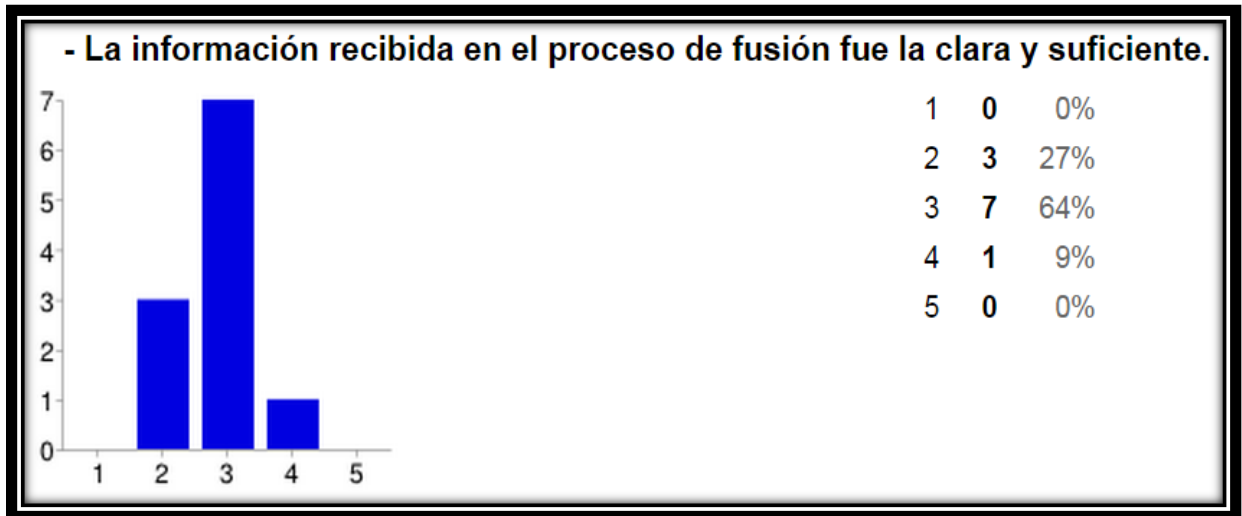 - La información recibida en el proceso de fusión fue la clara y suficiente.
7
6
5
4
3
2
1
0
1 2 3 4 5
1 0 0%
2 3 27%
3 7 64%
4 1 9%
5 0 0%